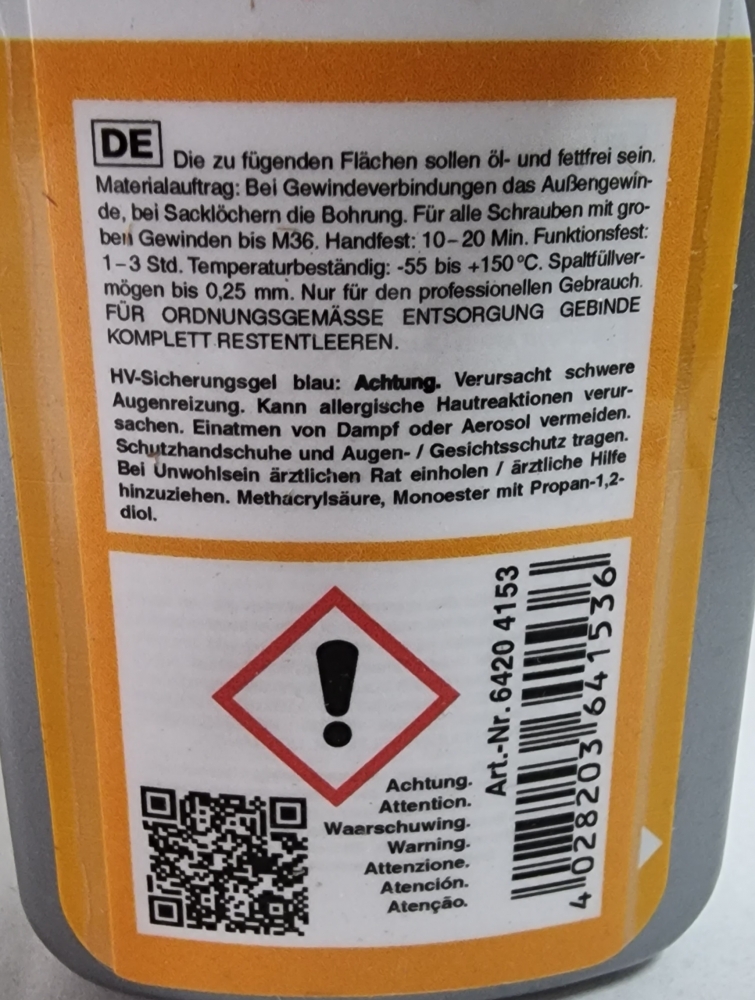 DE Die zu fügenden Flächen sollen öl- und fettfrei sein.
Materialauftrag: Bei Gewindeverbindungen das Außengewin-
de, bei Sacklöchern die Bohrung. Für alle Schrauben mit gro-
ben Gewinden bis M36. Handfest: 10–20 Min. Funktionsfest:
1–3 Std. Temperaturbeständig: -55 bis +150°C. Spaltfüllver-
mögen bis 0,25 mm. Nur für den professionellen Gebrauch.
FÜR ORDNUNGSGEMÄSSE ENTSORGUNG GEBINDE
KOMPLETT RESTENTLEEREN.
HV-Sicherungsgel blau: Achtung. Verursacht schwere
Augenreizung. Kann allergische Hautreaktionen verur-
sachen. Einatmen von Dampf oder Aerosol vermeiden.
Schutzhandschuhe und Augen- / Gesichtsschutz tragen.
Bei Unwohlsein ärztlichen Rat einholen / ärztliche Hilfe
hinzuziehen. Methacrylsäure, Monoester mit Propan-1,2-
diol.
Achtung.
Attention.
Waarschuwing.
Warning.
Attenzione.
Atención.
Atenção.
Art.-Nr. 6420 4153
4 028203 641536